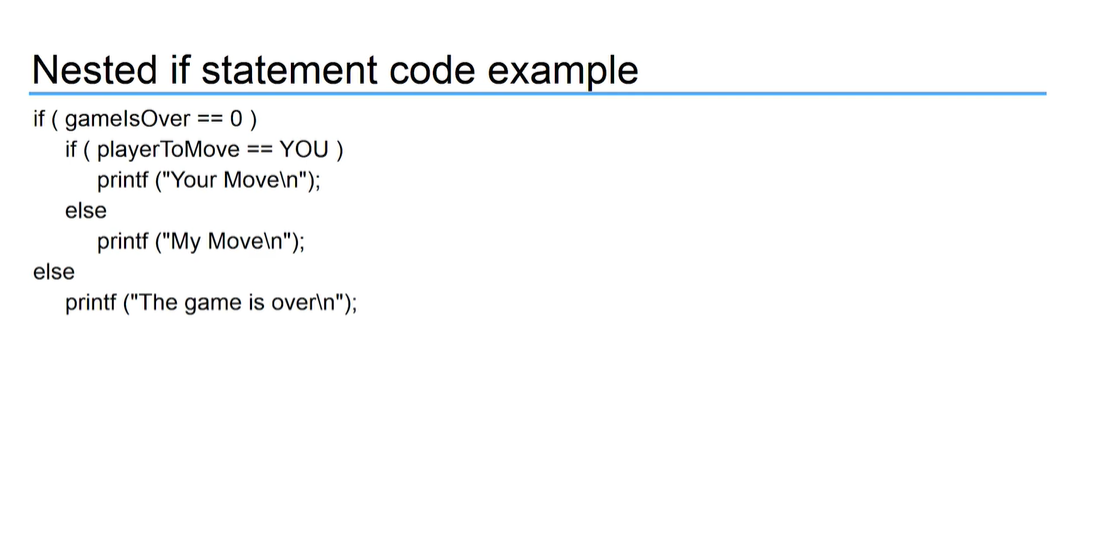 Nested if statement code example
if ( gameIsOver == 0 )
if ( playerToMove == YOU )
printf ("Your Move\n");
else
printf ("My Move\n");
else
printf ("The game is over\n");